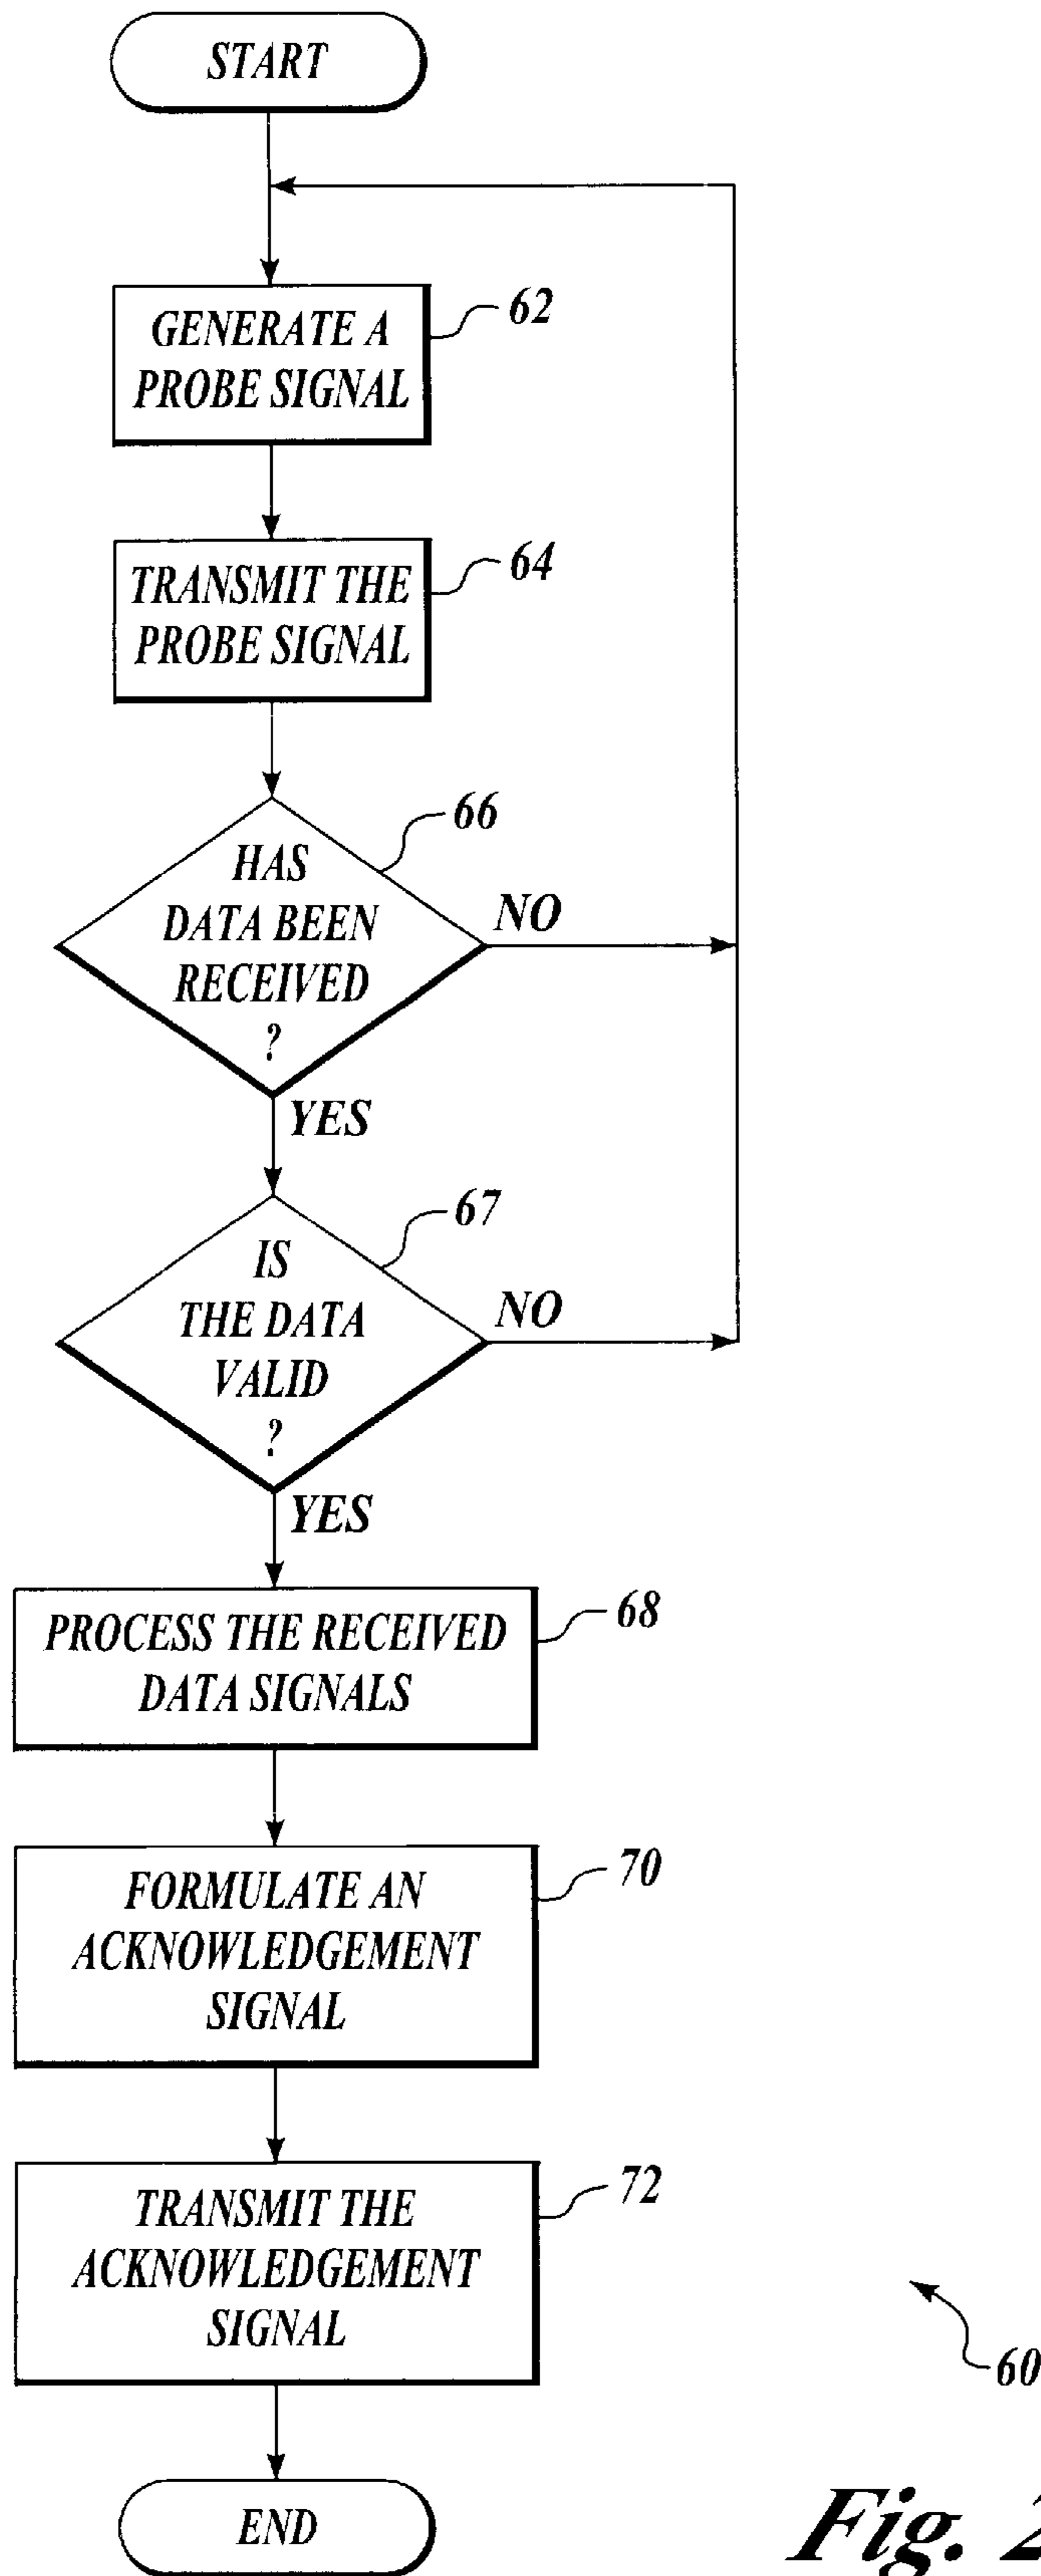 START
GENERATE A
PROBE SIGNAL
62
TRANSMIT THE
PROBE SIGNAL
64
HAS
DATA BEEN
RECEIVED
?
66
NO
YES
IS
THE DATA
VALID
?
67
NO
YES
PROCESS THE RECEIVED
DATA SIGNALS
68
FORMULATE AN
ACKNOWLEDGEMENT
SIGNAL
70
TRANSMIT THE
ACKNOWLEDGEMENT
SIGNAL
72
60
END
Fig. 2